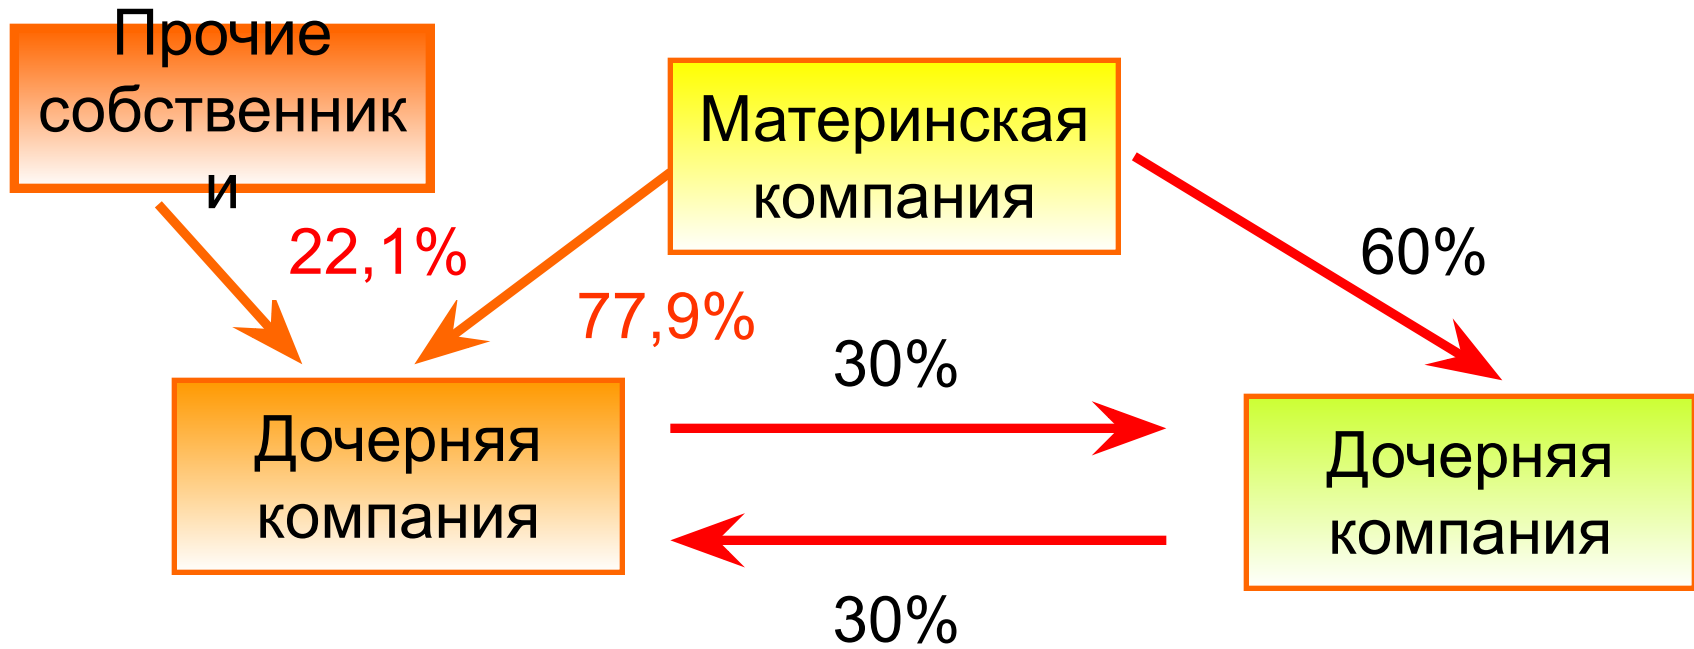 Прочие
собственник
и
Материнская
компания
22,1%
77,9%
60%
30%
Дочерняя
компания
Дочерняя
компания
30%